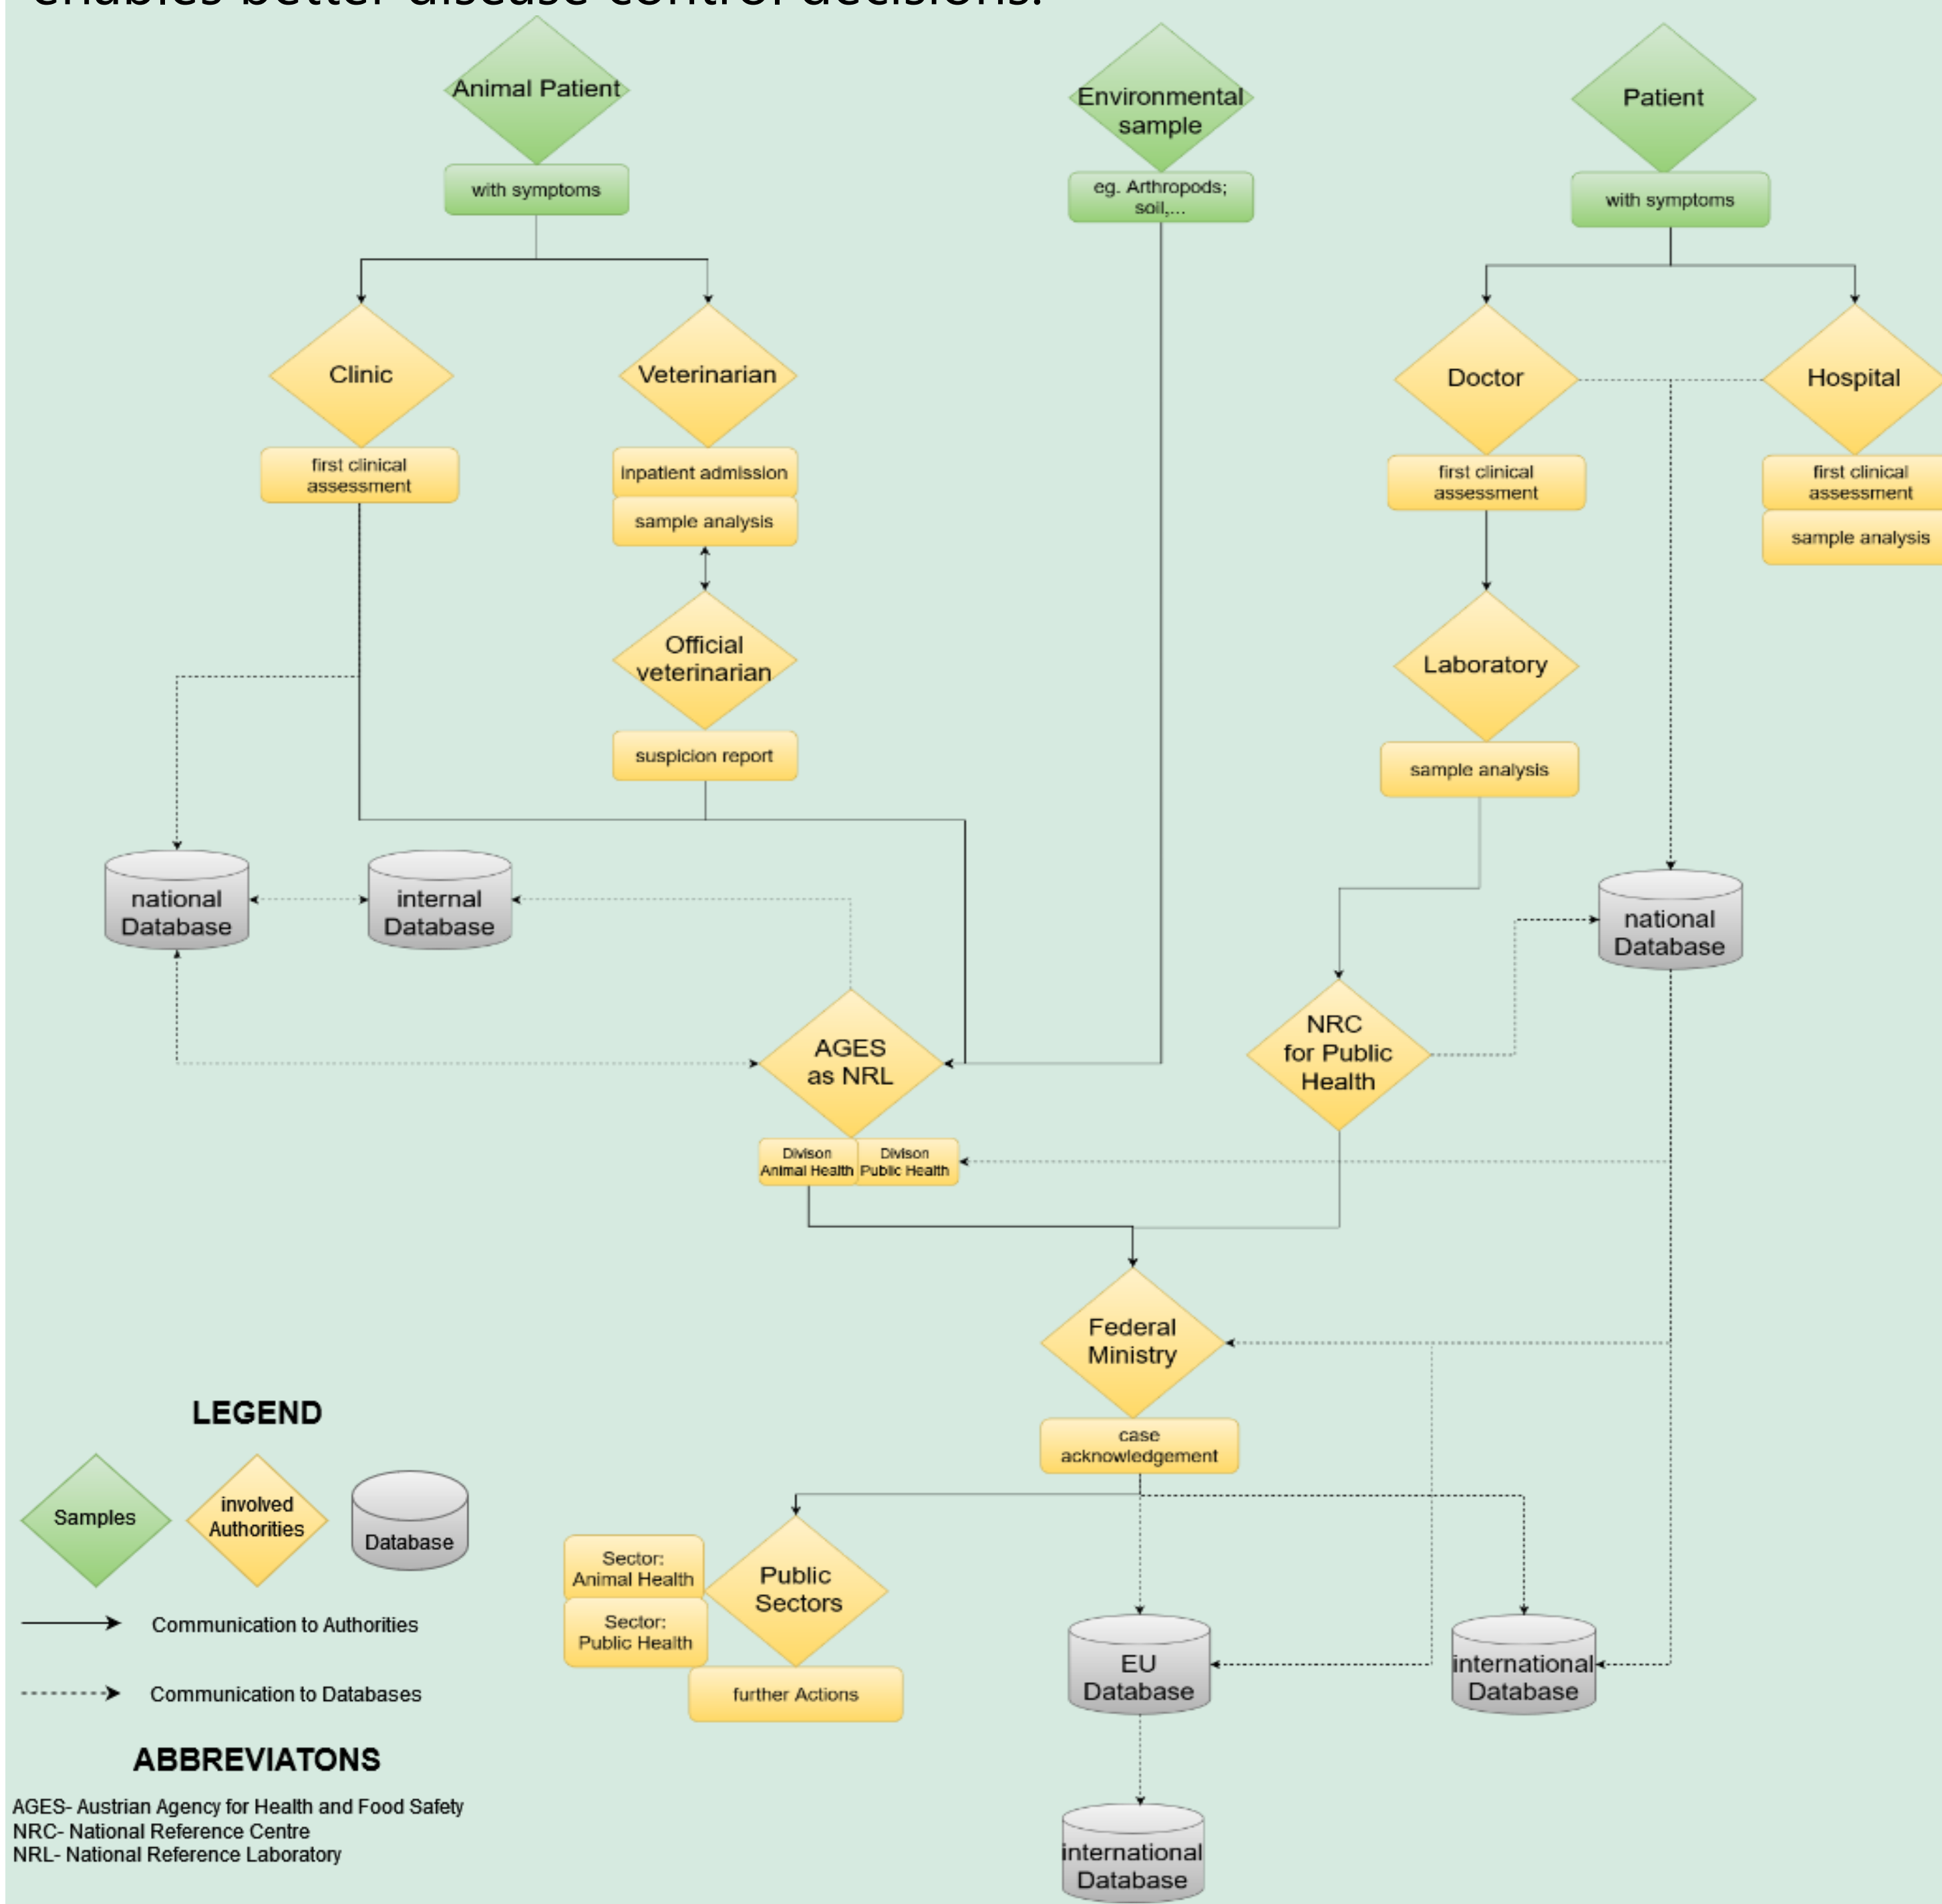 enables better disease control decisions.
Animal Patient
with symptoms
Environmental
sample
eg. Arthropods;
soil,...
Patient
with symptoms
Clinic
first clinical
assessment
Veterinarian
Inpatient admission
sample analysis
Official
veterinarian
suspicion report
Doctor
first clinical
assessment
Hospital
first clinical
assessment
sample analysis
Laboratory
sample analysis
national
Database
internal
Database
national
Database
AGES
as NRL
Divison
Animal Health
Divison
Public Health
NRC
for Public
Health
Federal
Ministry
case
acknowledgement
Sector:
Animal Health
Sector:
Public Health
Public
Sectors
further Actions
EU
Database
international
Database
international
Database
LEGEND
Samples
involved
Authorities
Database
Communication to Authorities
Communication to Databases
ABBREVIATONS
AGES- Austrian Agency for Health and Food Safety
NRC- National Reference Centre
NRL- National Reference Laboratory